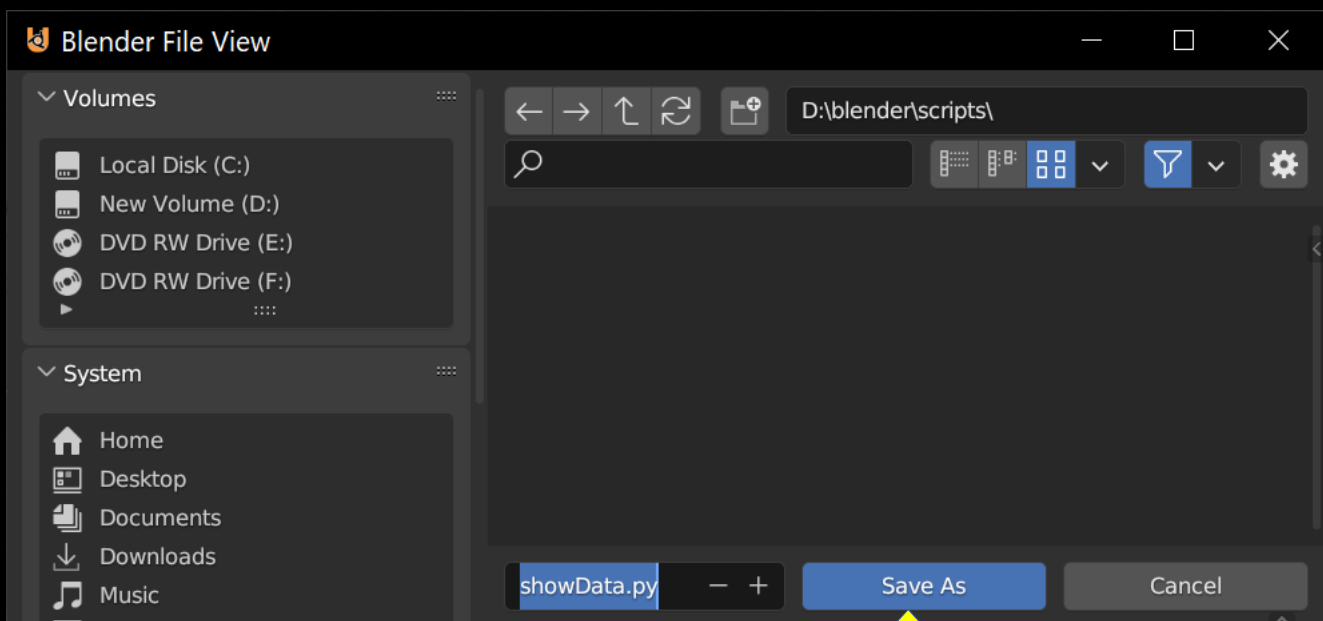 Blender File View
Volumes
Local Disk (C:)
New Volume (D:)
DVD RW Drive (E:)
DVD RW Drive (F:)
System
Home
Desktop
Documents
Downloads
Music
D:\blender\scripts\
showData.py
Save As
Cancel